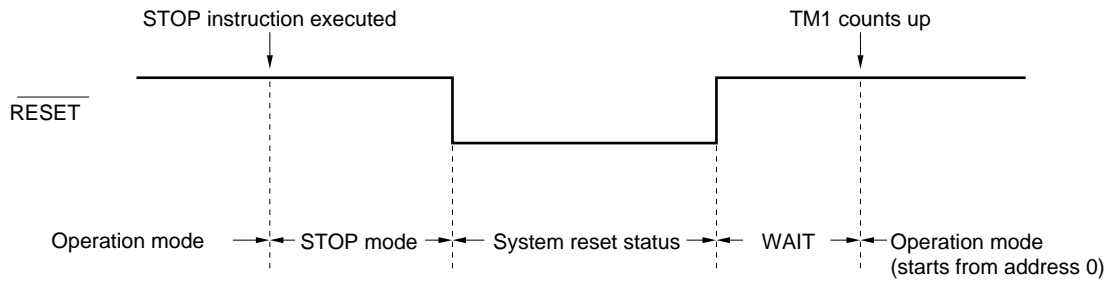 STOP instruction executed
TM1 counts up
RESET
Operation mode
STOP mode
System reset status
WAIT
Operation mode
(starts from address 0)